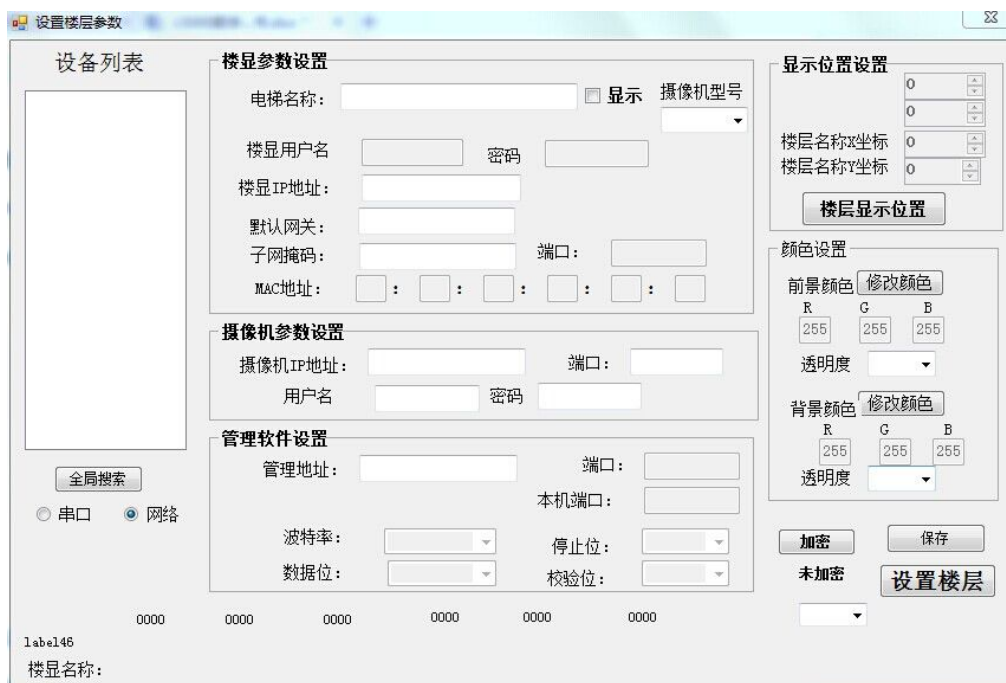 设置楼层参数
设备列表
全局搜索
串口 网络
楼显参数设置
电梯名称： 显示 摄像机型号
楼显用户名 密码
楼显IP地址：
默认网关：
子网掩码： 端口：
MAC地址： : : : : :
摄像机参数设置
摄像机IP地址： 端口：
用户名 密码
管理软件设置
管理地址： 端口：
本机端口：
波特率： 停止位：
数据位： 校验位：
显示位置设置
0
0
楼层名称X坐标 0
楼层名称Y坐标 0
楼层显示位置
颜色设置
前景颜色 修改颜色
R G B
255 255 255
透明度
背景颜色 修改颜色
R G B
255 255 255
透明度
加密 保存
未加密 设置楼层
0000 0000 0000 0000 0000 0000
label46
楼显名称：